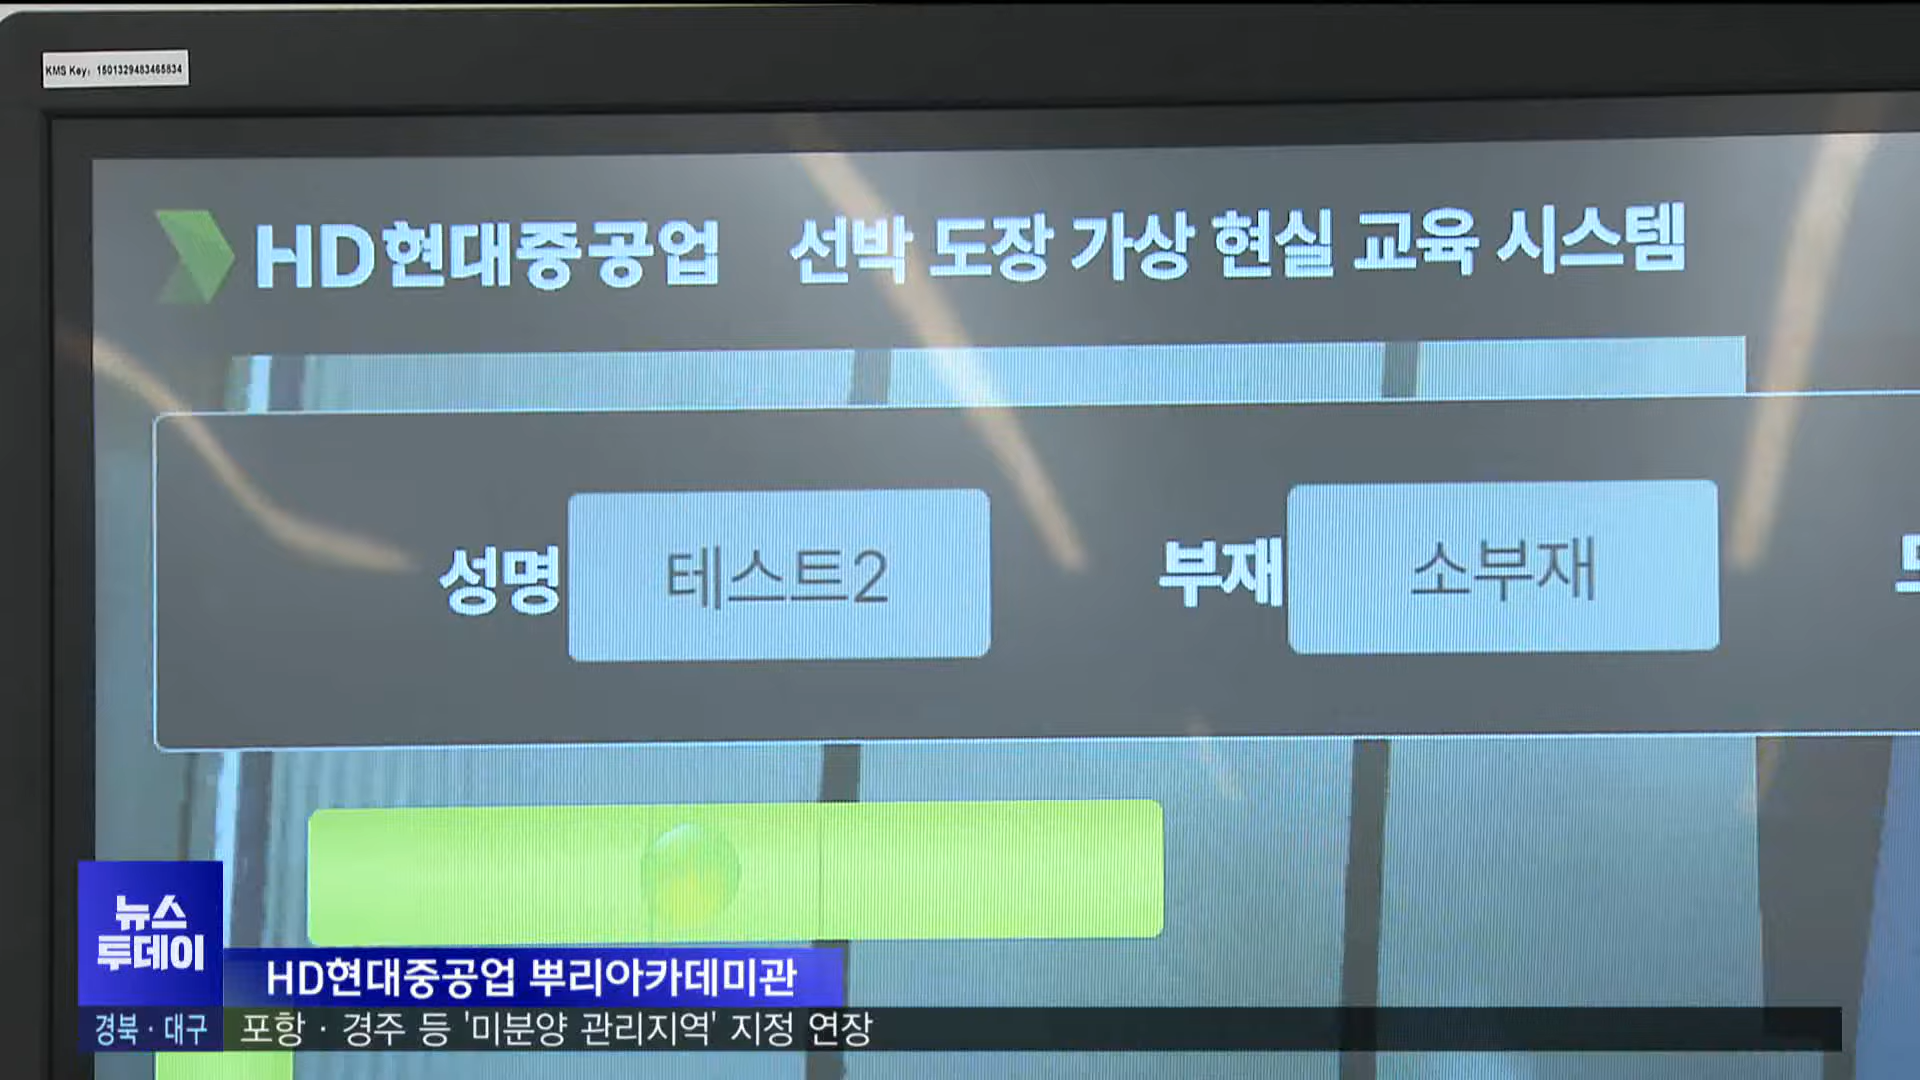 KMS Key: 1501329483465834
HD현대중공업 선박 도장 가상 현실 교육 시스템
성명 테스트2 부재 소부재
뉴스
투데이
HD현대중공업 뿌리아카데미관
경북·대구 포항·경주 등 '미분양 관리지역' 지정 연장